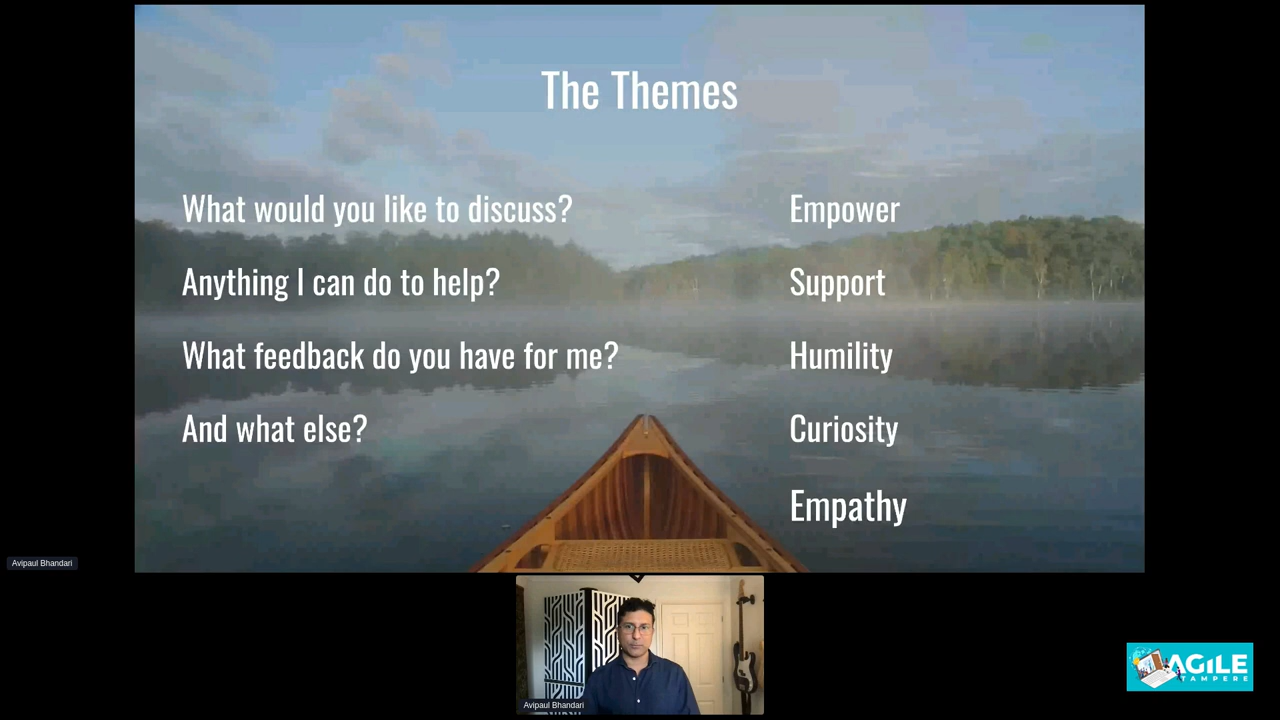 The Themes
What would you like to discuss?
Empower
Anything I can do to help?
Support
What feedback do you have for me?
Humility
And what else?
Curiosity
Empathy
Avipaul Bhandari
Avipaul Bhandari
AGILE
TAMPERE